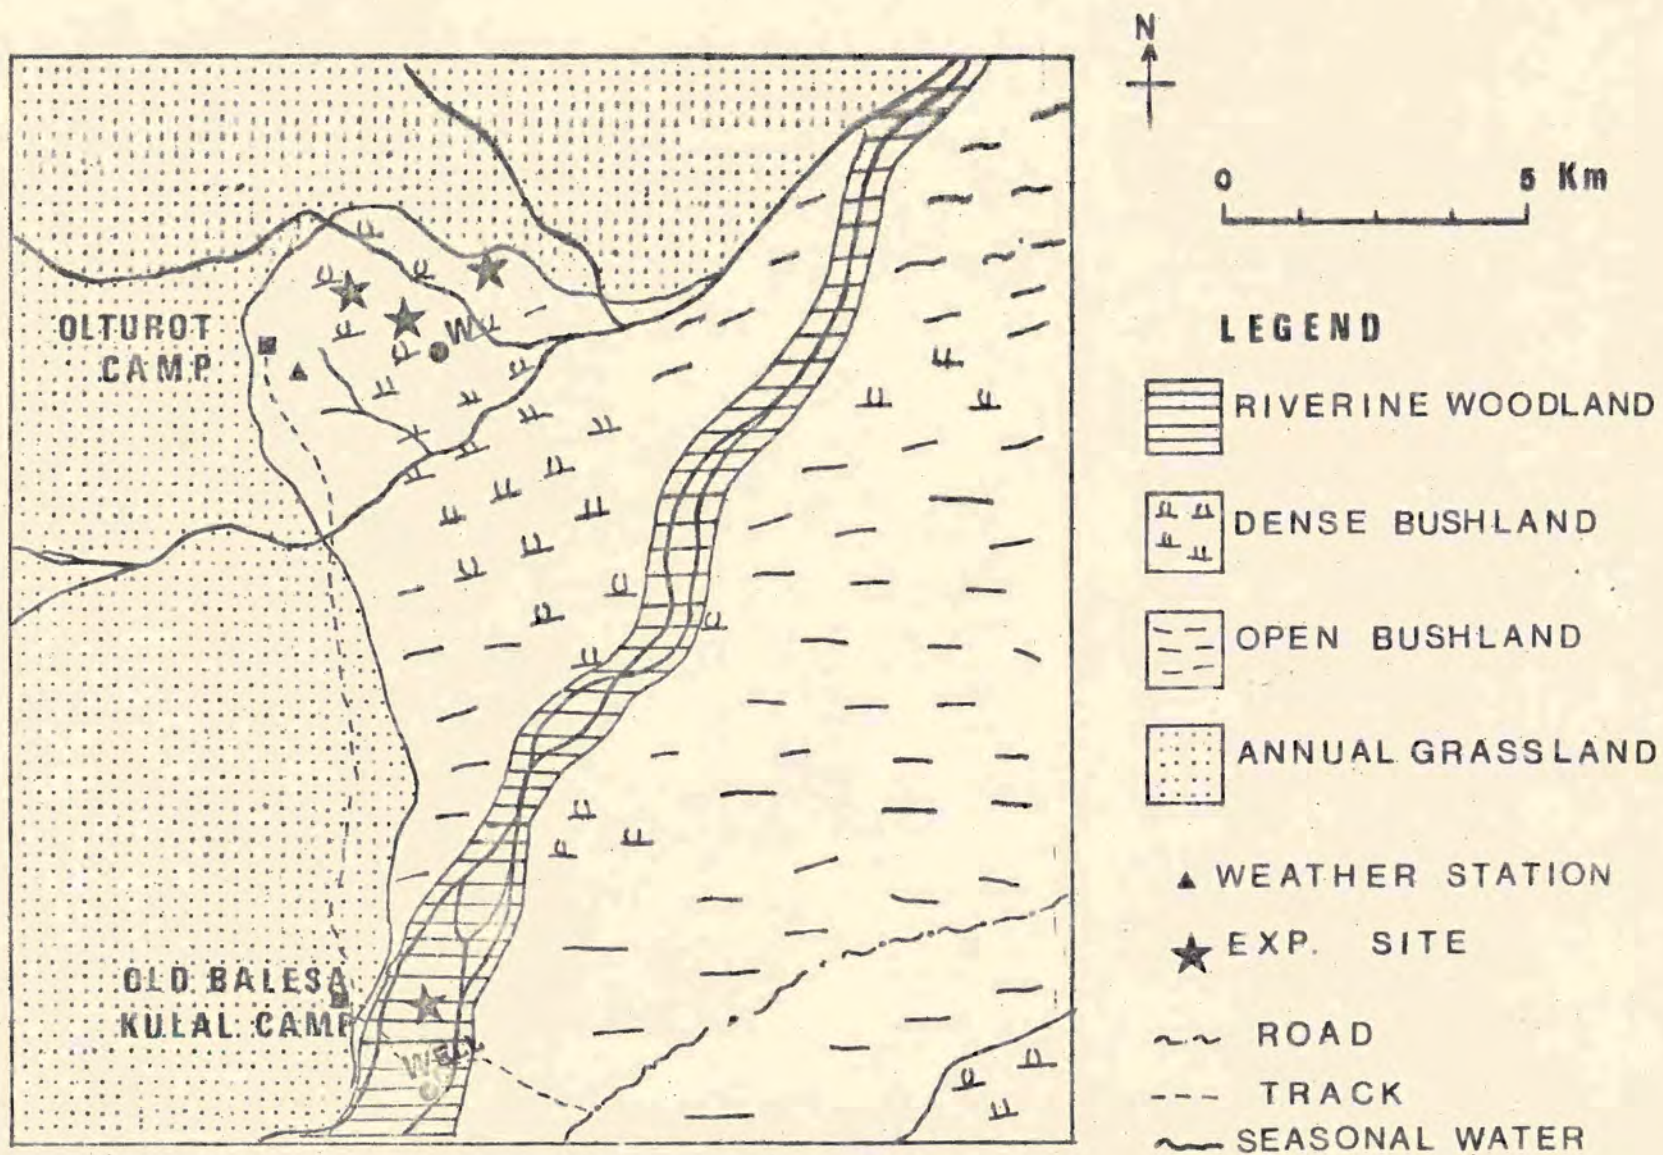 N
0 5 Km
OLTUROT
CAMP
W
OLD BALESA
KULAL CAMP
WELL
LEGEND
RIVERINE WOODLAND
DENSE BUSHLAND
OPEN BUSHLAND
ANNUAL GRASSLAND
WEATHER STATION
EXP. SITE
ROAD
TRACK
SEASONAL WATER